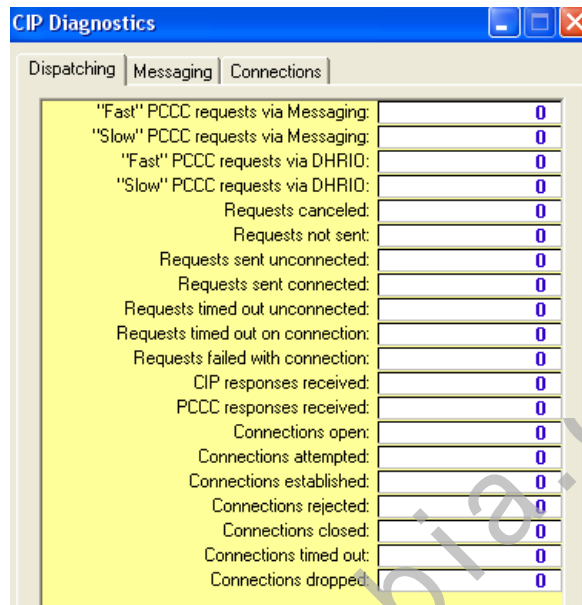 CIP Diagnostics
Dispatching Messaging Connections
"Fast" PCCC requests via Messaging: 0
"Slow" PCCC requests via Messaging: 0
"Fast" PCCC requests via DHRIO: 0
"Slow" PCCC requests via DHRIO: 0
Requests canceled: 0
Requests not sent: 0
Requests sent unconnected: 0
Requests sent connected: 0
Requests timed out unconnected: 0
Requests timed out on connection: 0
Requests failed with connection: 0
CIP responses received: 0
PCCC responses received: 0
Connections open: 0
Connections attempted: 0
Connections established: 0
Connections rejected: 0
Connections closed: 0
Connections timed out: 0
Connections dropped: 0